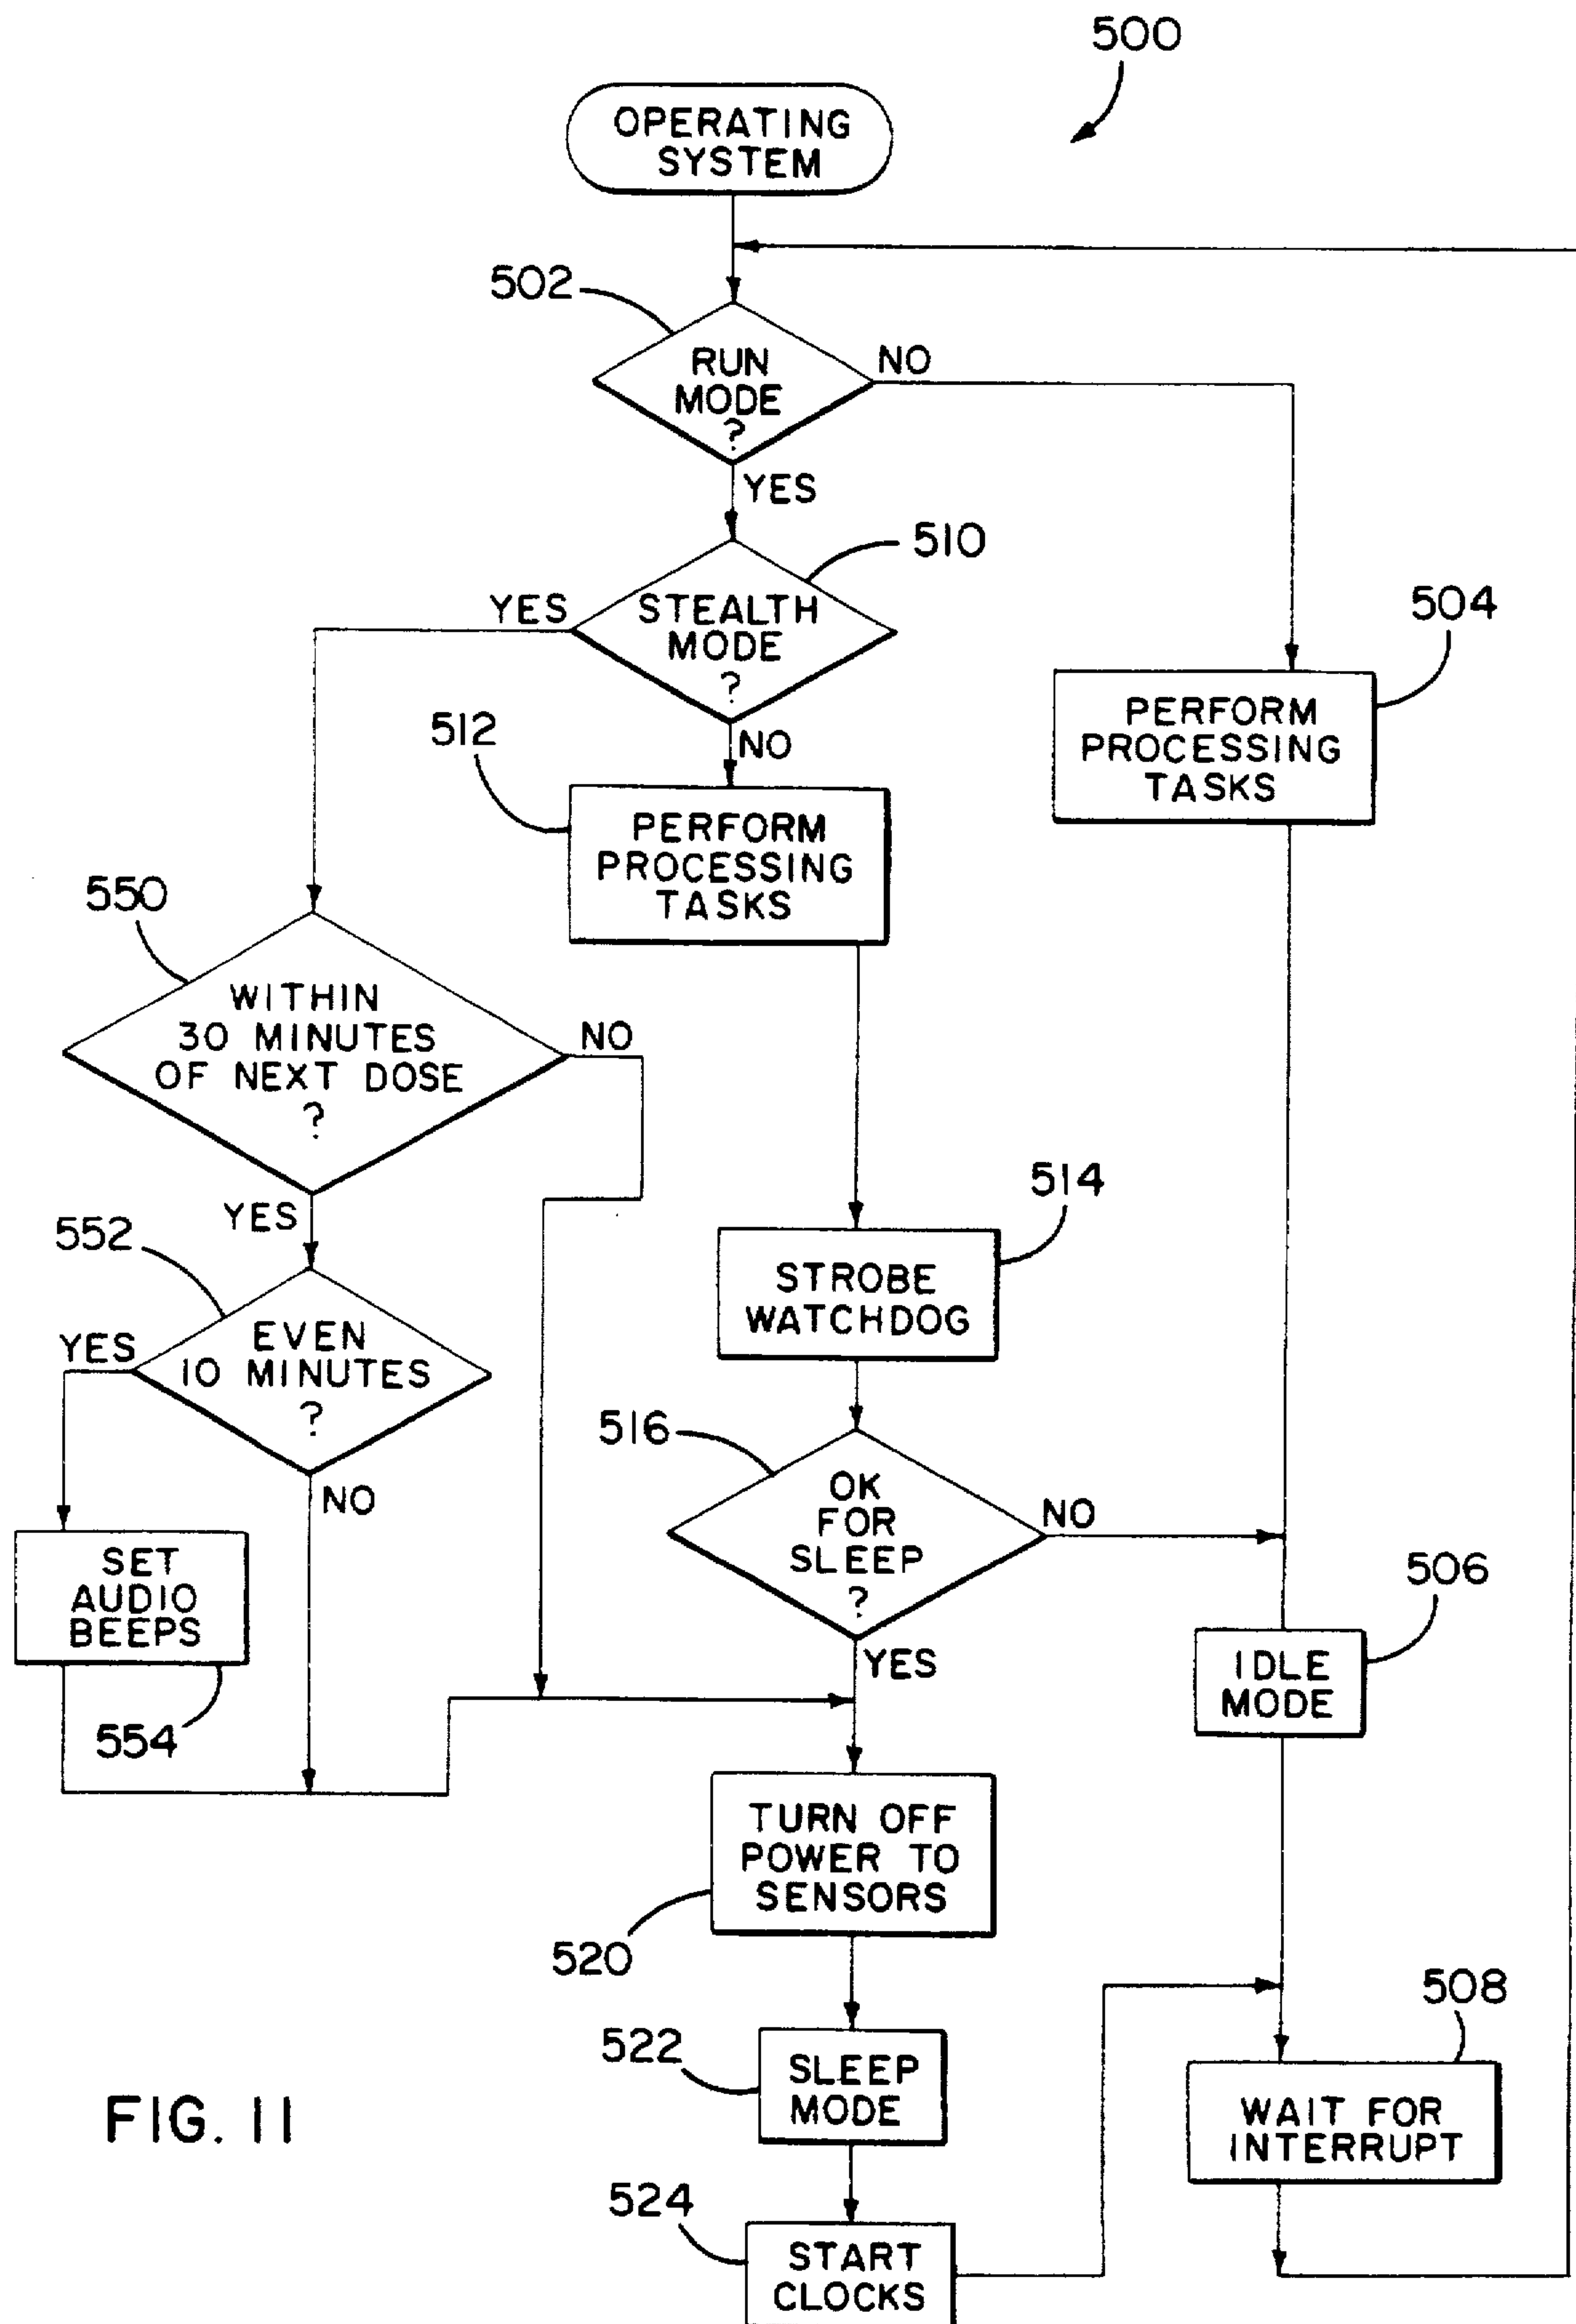 500
OPERATING
SYSTEM
502
RUN
MODE
?
NO
YES
510
YES
STEALTH
MODE
?
NO
504
PERFORM
PROCESSING
TASKS
512
PERFORM
PROCESSING
TASKS
550
WITHIN
30 MINUTES
OF NEXT DOSE
?
NO
YES
514
STROBE
WATCHDOG
552
YES
EVEN
10 MINUTES
?
NO
516
OK
FOR
SLEEP
?
NO
YES
SET
AUDIO
BEEPS
554
506
IDLE
MODE
TURN OFF
POWER TO
SENSORS
520
508
WAIT FOR
INTERRUPT
522
SLEEP
MODE
524
START
CLOCKS
FIG. 11